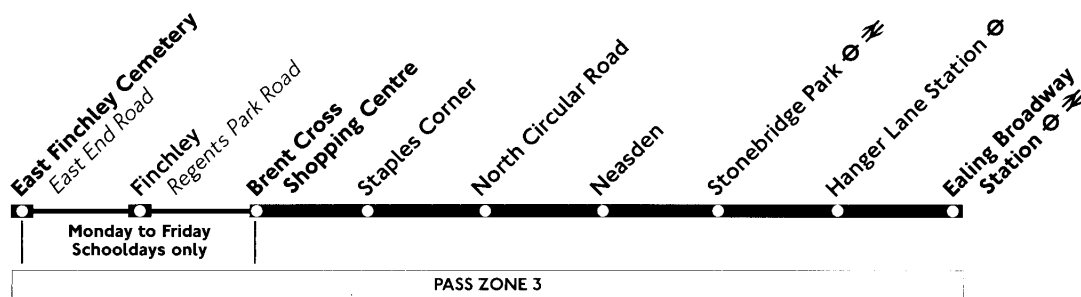 East Finchley Cemetery
East End Road
Finchley
Regents Park Road
Brent Cross
Shopping Centre
Staples Corner
North Circular Road
Neasden
Stonebridge Park
Hanger Lane Station
Ealing Broadway
Station
Monday to Friday
Schooldays only
PASS ZONE 3